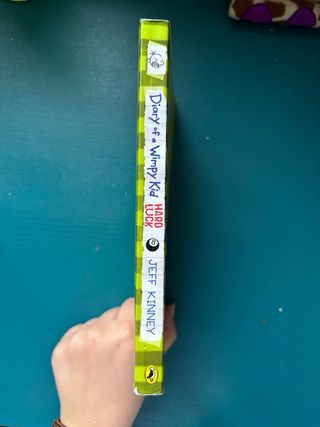 Diary of a Wimpy Kid
HARD
LUCK
JEFF KINNEY